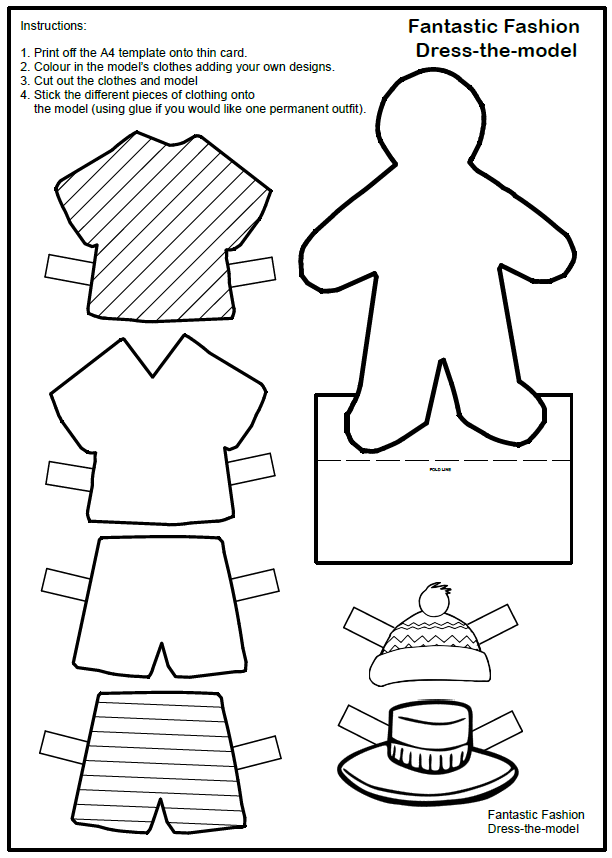 Instructions:
Fantastic Fashion
Dress-the-model
1. Print off the A4 template onto thin card.
2. Colour in the model's clothes adding your own designs.
3. Cut out the clothes and model
4. Stick the different pieces of clothing onto
the model (using glue if you would like one permanent outfit).
FOLD LINE
Fantastic Fashion
Dress-the-model